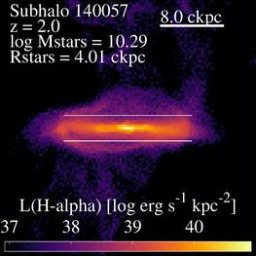 Subhalo 140057
8.0 ckpc
z = 2.0
log Mstars = 10.29
Rstars = 4.01 ckpc
L(H-alpha) [log erg s⁻¹ kpc⁻²]
37 38 39 40